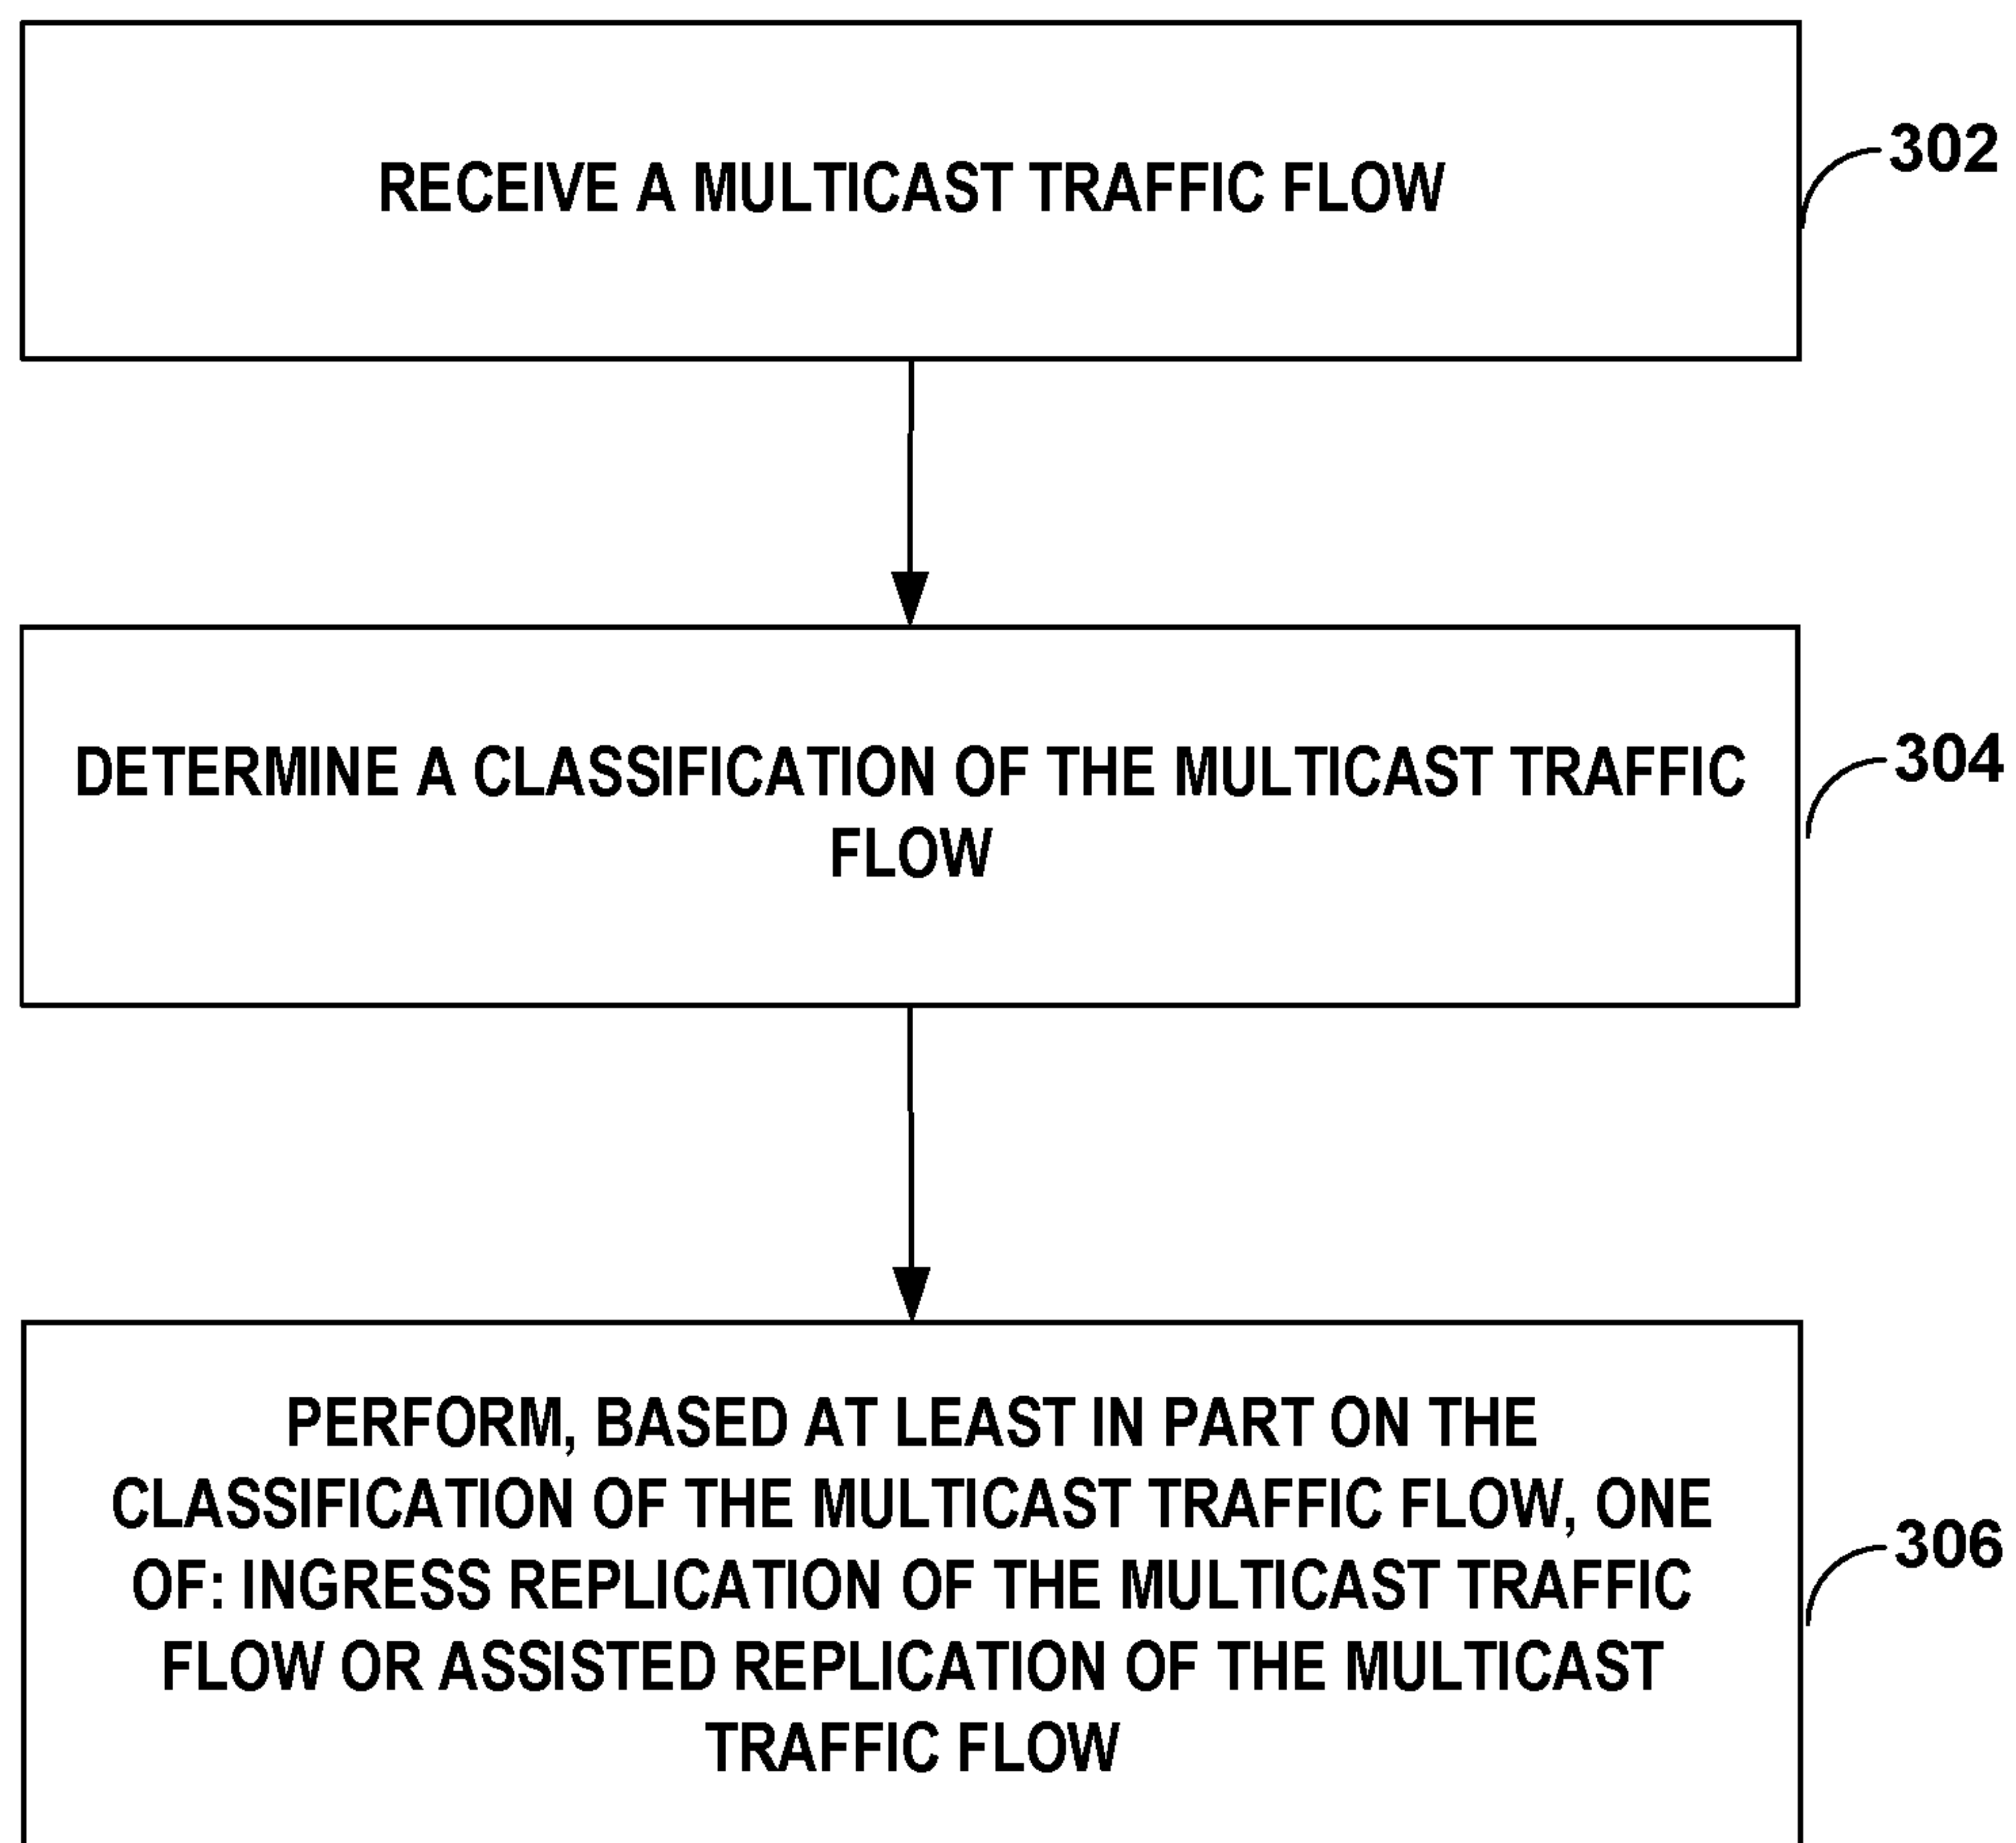 RECEIVE A MULTICAST TRAFFIC FLOW
302
DETERMINE A CLASSIFICATION OF THE MULTICAST TRAFFIC
FLOW
304
PERFORM, BASED AT LEAST IN PART ON THE
CLASSIFICATION OF THE MULTICAST TRAFFIC FLOW, ONE
OF: INGRESS REPLICATION OF THE MULTICAST TRAFFIC
FLOW OR ASSISTED REPLICATION OF THE MULTICAST
TRAFFIC FLOW
306